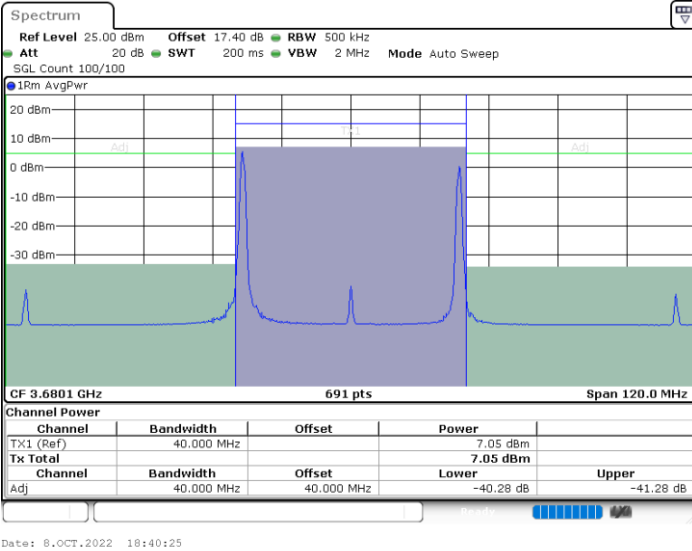 Spectrum
Ref Level 25.00 dBm Offset 17.40 dB RBW 500 kHz
Att 20 dB SWT 200 ms VBW 2 MHz Mode Auto Sweep
SGL Count 100/100
1Rm AvgPwr
20 dBm
TX1
10 dBm
Adj Adj
0 dBm
-10 dBm
-20 dBm
-30 dBm
CF 3.6801 GHz 691 pts Span 120.0 MHz
Channel Power
Channel Bandwidth Offset Power
TX1 (Ref) 40.000 MHz 7.05 dBm
Tx Total 7.05 dBm
Channel Bandwidth Offset Lower Upper
Adj 40.000 MHz 40.000 MHz -40.28 dB -41.28 dB
Ready
Date: 8.OCT.2022 18:40:25